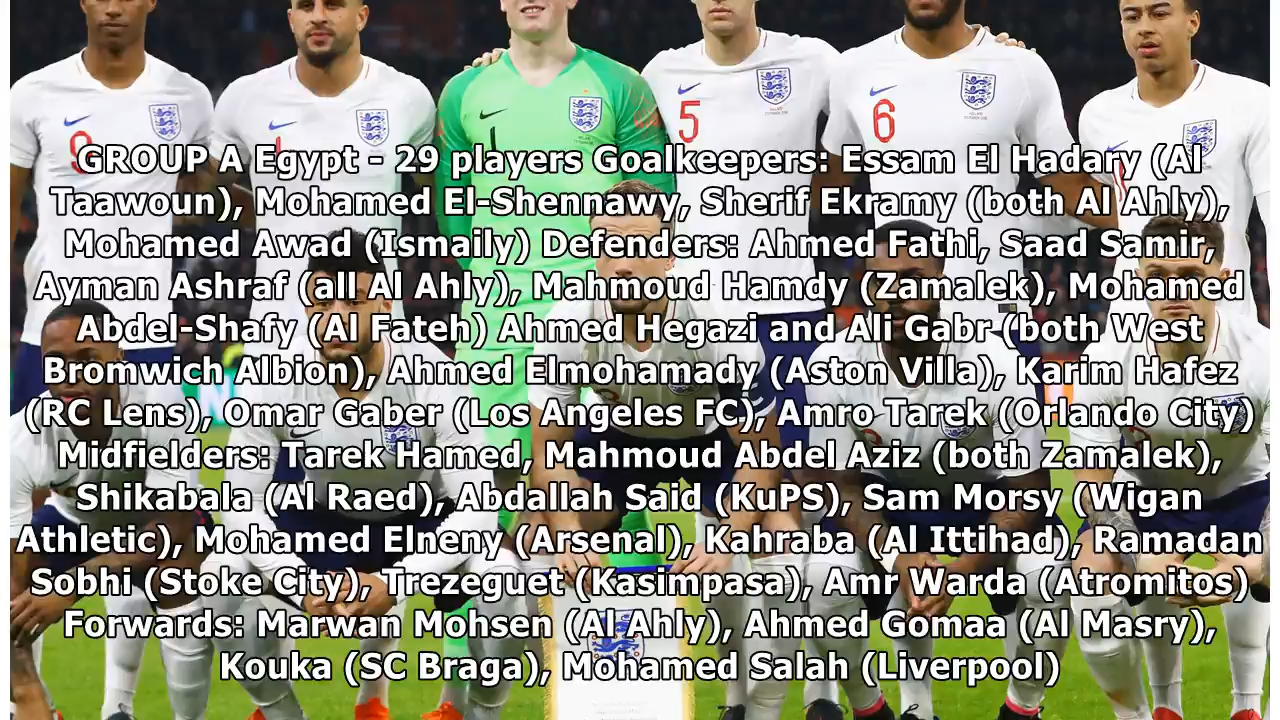 9
1
1
5
6
GROUP A Egypt - 29 players Goalkeepers: Essam El Hadary (Al
Taawoun), Mohamed El-Shennawy, Sherif Ekramy (both Al Ahly),
Mohamed Awad (Ismaily) Defenders: Ahmed Fathi, Saad Samir,
Ayman Ashraf (all Al Ahly), Mahmoud Hamdy (Zamalek), Mohamed
Abdel-Shafy (Al Fateh) Ahmed Hegazi and Ali Gabr (both West
Bromwich Albion), Ahmed Elmohamady (Aston Villa), Karim Hafez
(RC Lens), Omar Gaber (Los Angeles FC), Amro Tarek (Orlando City)
Midfielders: Tarek Hamed, Mahmoud Abdel Aziz (both Zamalek),
Shikabala (Al Raed), Abdallah Said (KuPS), Sam Morsy (Wigan
Athletic), Mohamed Elneny (Arsenal), Kahraba (Al Ittihad), Ramadan
Sobhi (Stoke City), Trezeguet (Kasimpasa), Amr Warda (Atromitos)
Forwards: Marwan Mohsen (Al Ahly), Ahmed Gomaa (Al Masry),
Kouka (SC Braga), Mohamed Salah (Liverpool)